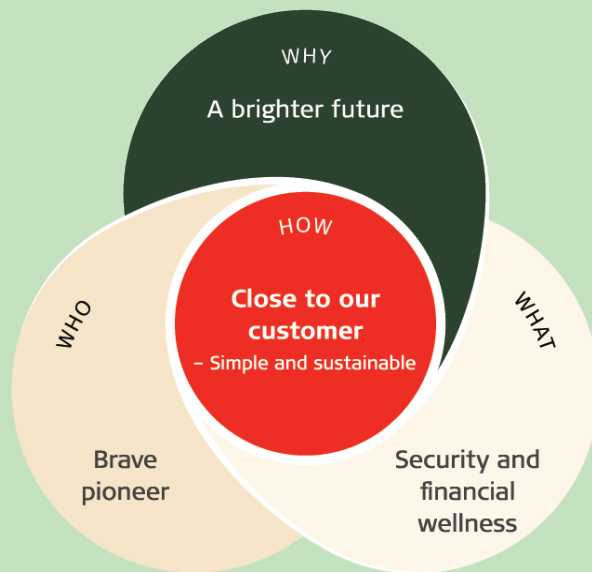 WHY
A brighter future
HOW
Close to our
customer
– Simple and sustainable
WHO
Brave
pioneer
WHAT
Security and
financial
wellness